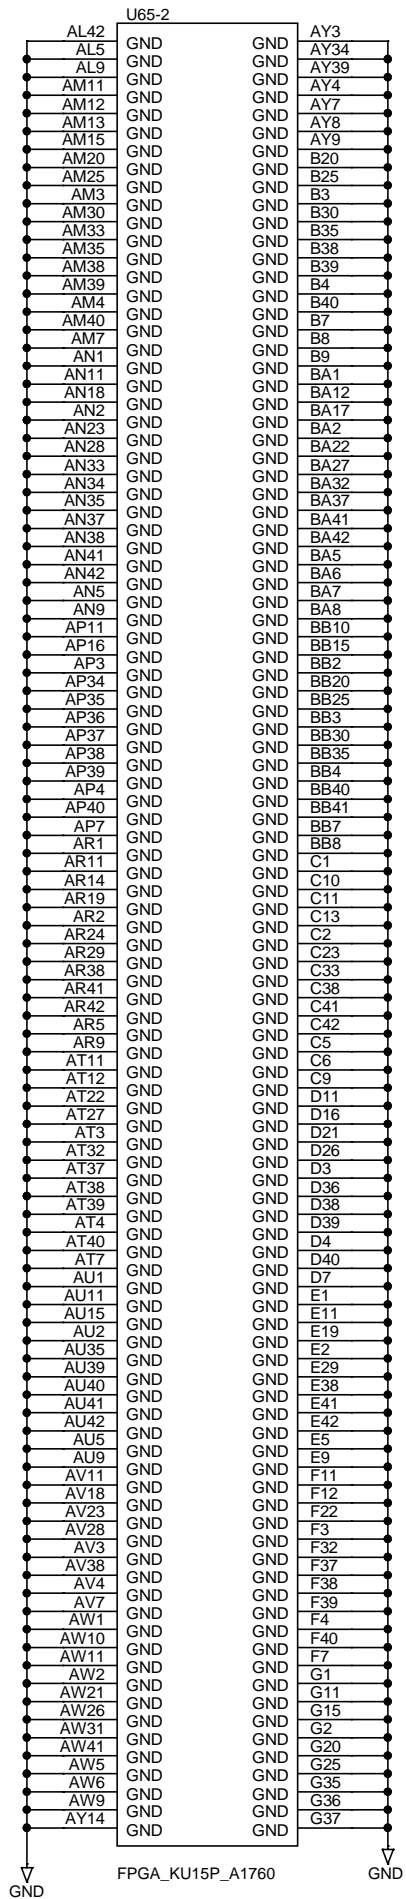 U65-2
AL42 GND GND AY3
AL5 GND GND AY34
AL9 GND GND AY39
AM11 GND GND AY4
AM12 GND GND AY7
AM13 GND GND AY8
AM15 GND GND AY9
AM20 GND GND B20
AM25 GND GND B25
AM3 GND GND B3
AM30 GND GND B30
AM33 GND GND B35
AM35 GND GND B38
AM38 GND GND B39
AM39 GND GND B4
AM4 GND GND B40
AM40 GND GND B7
AM7 GND GND B8
AN1 GND GND B9
AN11 GND GND BA1
AN18 GND GND BA12
AN2 GND GND BA17
AN23 GND GND BA2
AN28 GND GND BA22
AN33 GND GND BA27
AN34 GND GND BA32
AN35 GND GND BA37
AN37 GND GND BA41
AN38 GND GND BA42
AN41 GND GND BA5
AN42 GND GND BA6
AN5 GND GND BA7
AN9 GND GND BA8
AP11 GND GND BB10
AP16 GND GND BB15
AP3 GND GND BB2
AP34 GND GND BB20
AP35 GND GND BB25
AP36 GND GND BB3
AP37 GND GND BB30
AP38 GND GND BB35
AP39 GND GND BB4
AP4 GND GND BB40
AP40 GND GND BB41
AP7 GND GND BB7
AR1 GND GND BB8
AR11 GND GND C1
AR14 GND GND C10
AR19 GND GND C11
AR2 GND GND C13
AR24 GND GND C2
AR29 GND GND C23
AR38 GND GND C33
AR41 GND GND C38
AR42 GND GND C41
AR5 GND GND C42
AR9 GND GND C5
AT11 GND GND C6
AT12 GND GND C9
AT22 GND GND D11
AT27 GND GND D16
AT3 GND GND D21
AT32 GND GND D26
AT37 GND GND D3
AT38 GND GND D36
AT39 GND GND D38
AT4 GND GND D39
AT40 GND GND D4
AT7 GND GND D40
AU1 GND GND D7
AU11 GND GND E1
AU15 GND GND E11
AU2 GND GND E19
AU35 GND GND E2
AU39 GND GND E29
AU40 GND GND E38
AU41 GND GND E41
AU42 GND GND E42
AU5 GND GND E5
AU9 GND GND E9
AV11 GND GND F11
AV18 GND GND F12
AV23 GND GND F22
AV28 GND GND F3
AV3 GND GND F32
AV38 GND GND F37
AV4 GND GND F38
AV7 GND GND F39
AW1 GND GND F4
AW10 GND GND F40
AW11 GND GND F7
AW2 GND GND G1
AW21 GND GND G11
AW26 GND GND G15
AW31 GND GND G2
AW41 GND GND G20
AW5 GND GND G25
AW6 GND GND G35
AW9 GND GND G36
AY14 GND GND G37
GND FPGA_KU15P_A1760 GND